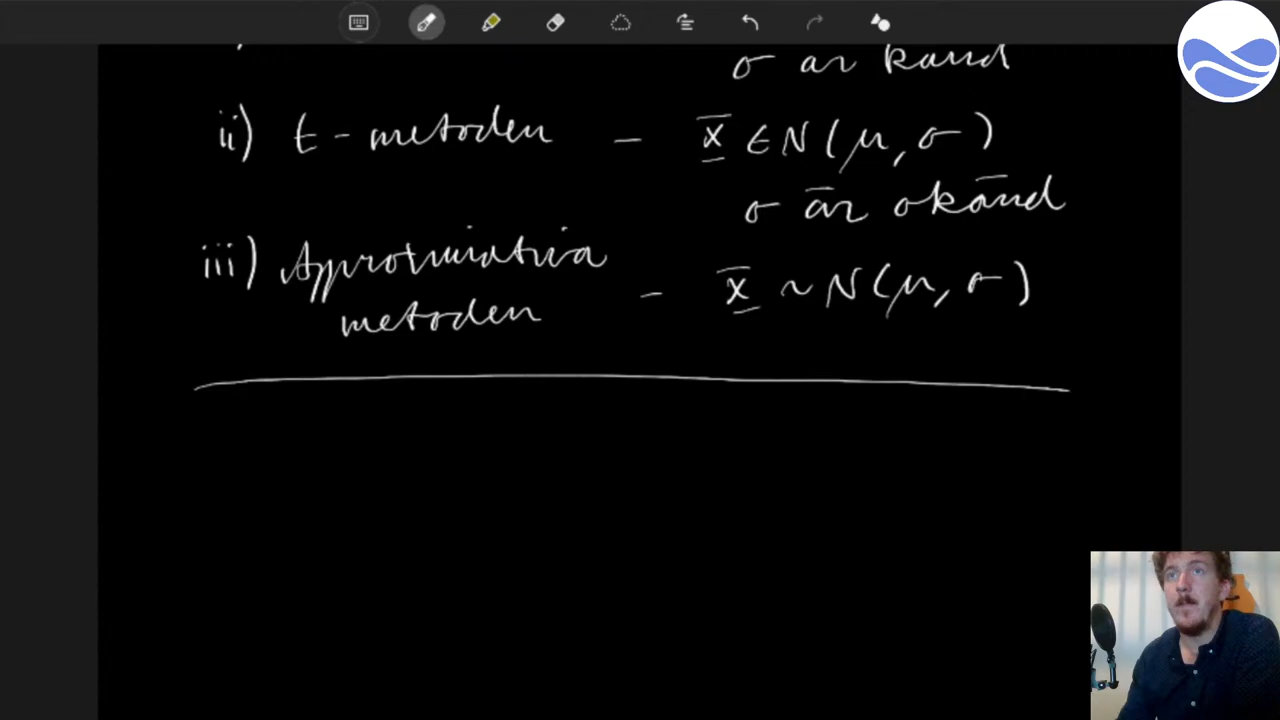 σ är känd
ii) t-metoden - X ∈ N(μ, σ)
σ är okänd
iii) Approximativa
metoden - X ~ N(μ, σ)